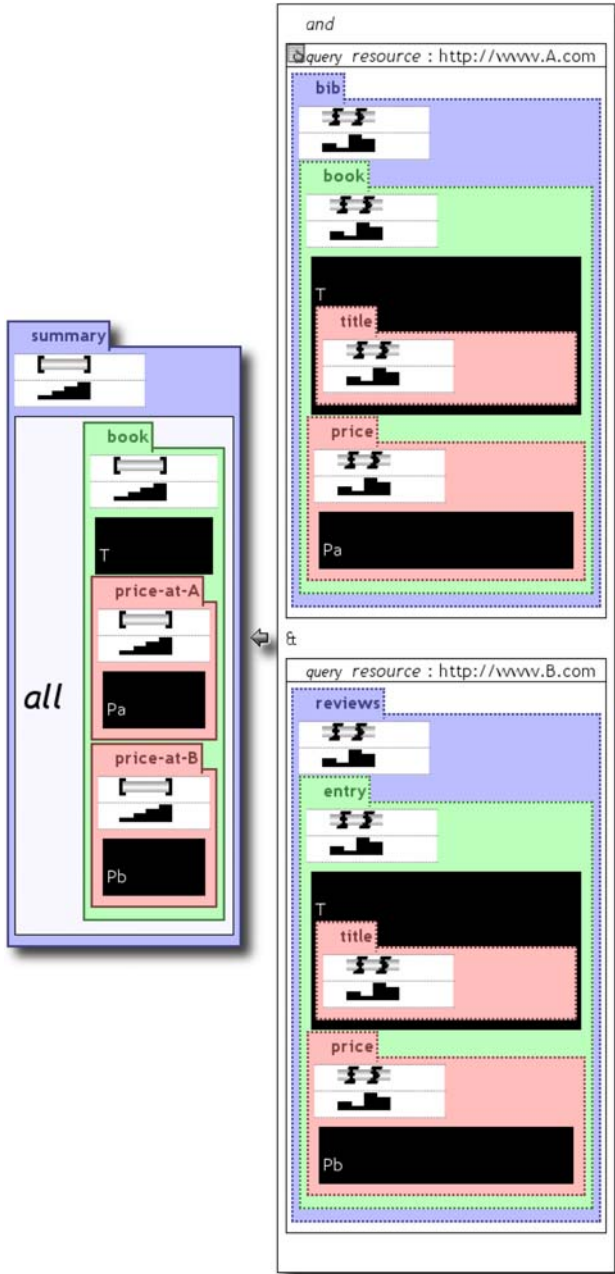 summary
book
T
price-at-A
Pa
all
price-at-B
Pb
and
query resource : http://www.A.com
bib
book
T
title
price
Pa
&
query resource : http://www.B.com
reviews
entry
T
title
price
Pb